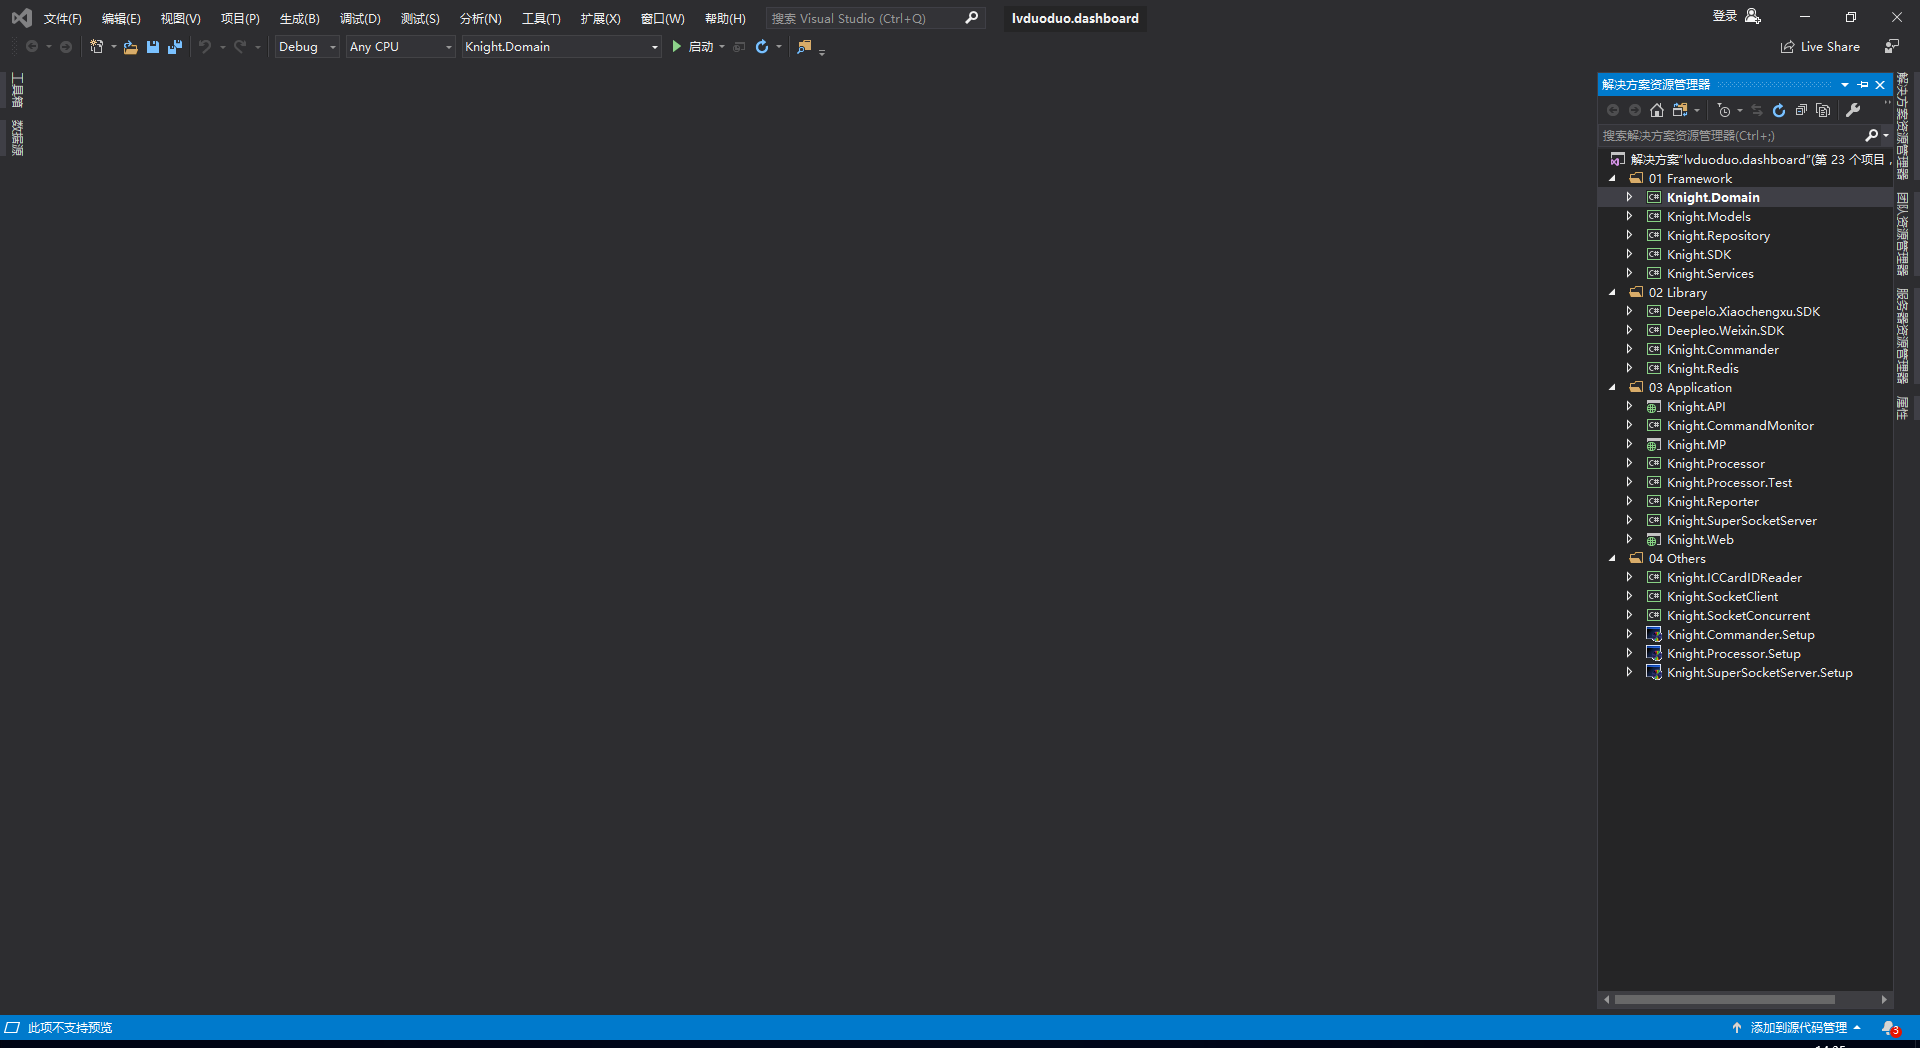 文件(F) 编辑(E) 视图(V) 项目(P) 生成(B) 调试(D) 测试(S) 分析(N) 工具(T) 扩展(X) 窗口(W) 帮助(H) 搜索 Visual Studio (Ctrl+Q) lvduoduo.dashboard 登录
Debug Any CPU Knight.Domain 启动 Live Share
工具箱
数据源
解决方案资源管理器
搜索解决方案资源管理器(Ctrl+;)
解决方案"lvduoduo.dashboard"(第 23 个项目，
01 Framework
Knight.Domain
Knight.Models
Knight.Repository
Knight.SDK
Knight.Services
02 Library
Deepelo.Xiaochengxu.SDK
Deepleo.Weixin.SDK
Knight.Commander
Knight.Redis
03 Application
Knight.API
Knight.CommandMonitor
Knight.MP
Knight.Processor
Knight.Processor.Test
Knight.Reporter
Knight.SuperSocketServer
Knight.Web
04 Others
Knight.ICCardIDReader
Knight.SocketClient
Knight.SocketConcurrent
Knight.Commander.Setup
Knight.Processor.Setup
Knight.SuperSocketServer.Setup
解决方案资源管理器
团队资源管理器
服务器资源管理器
属性
此项不支持预览 添加到源代码管理 3